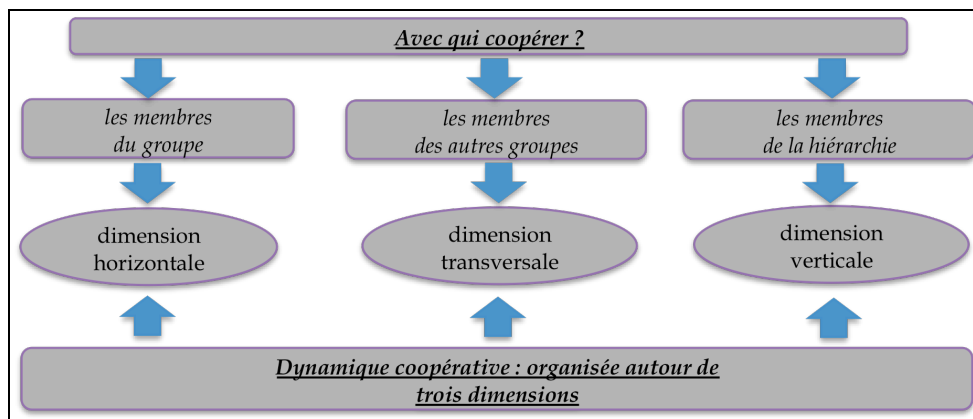 Avec qui coopérer ?
les membres
du groupe
les membres
des autres groupes
les membres
de la hiérarchie
dimension
horizontale
dimension
transversale
dimension
verticale
Dynamique coopérative : organisée autour de
trois dimensions